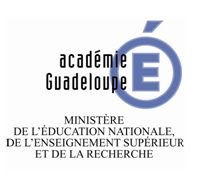 académie
Guadeloupe É
MINISTÈRE
DE L'ÉDUCATION NATIONALE,
DE L'ENSEIGNEMENT SUPÉRIEUR
ET DE LA RECHERCHE